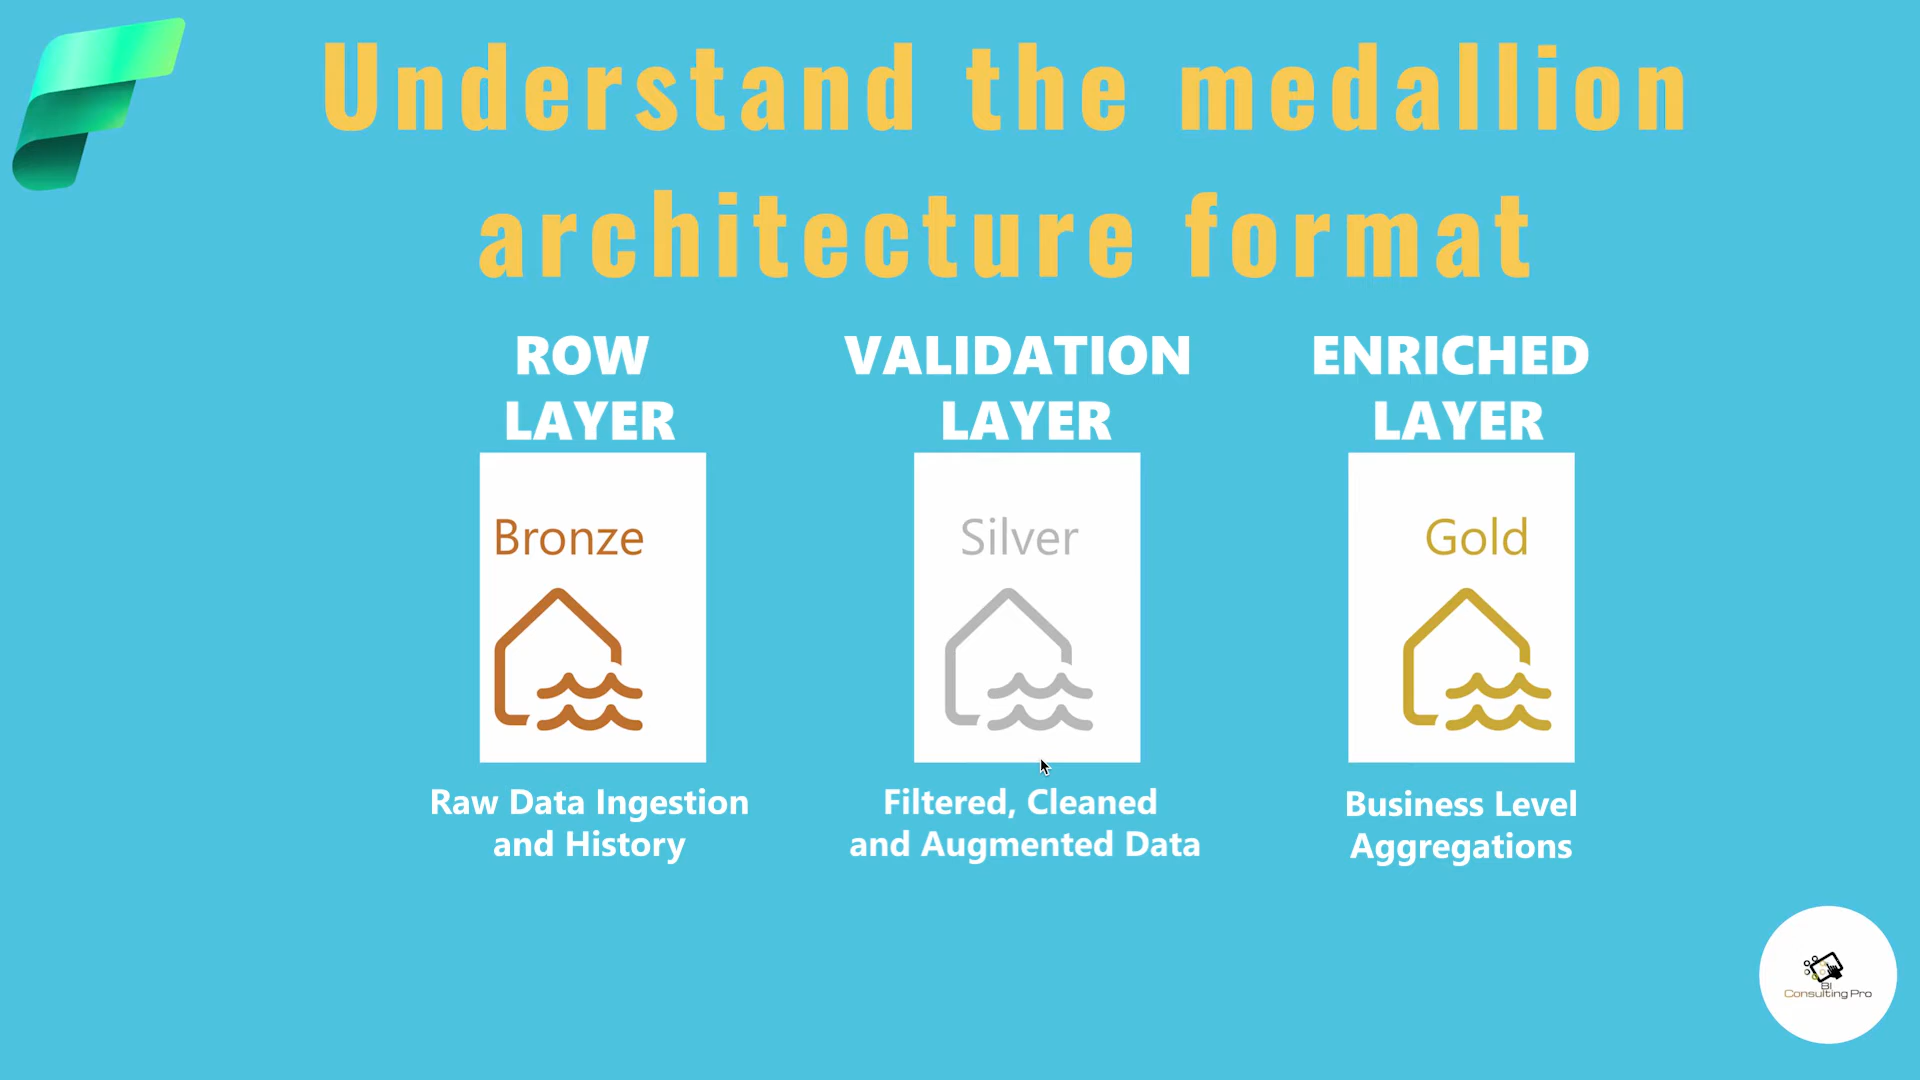 Understand the medallion
architecture format
ROW
LAYER
VALIDATION
LAYER
ENRICHED
LAYER
Bronze
Silver
Gold
Raw Data Ingestion
and History
Filtered, Cleaned
and Augmented Data
Business Level
Aggregations
BI
Consulting Pro